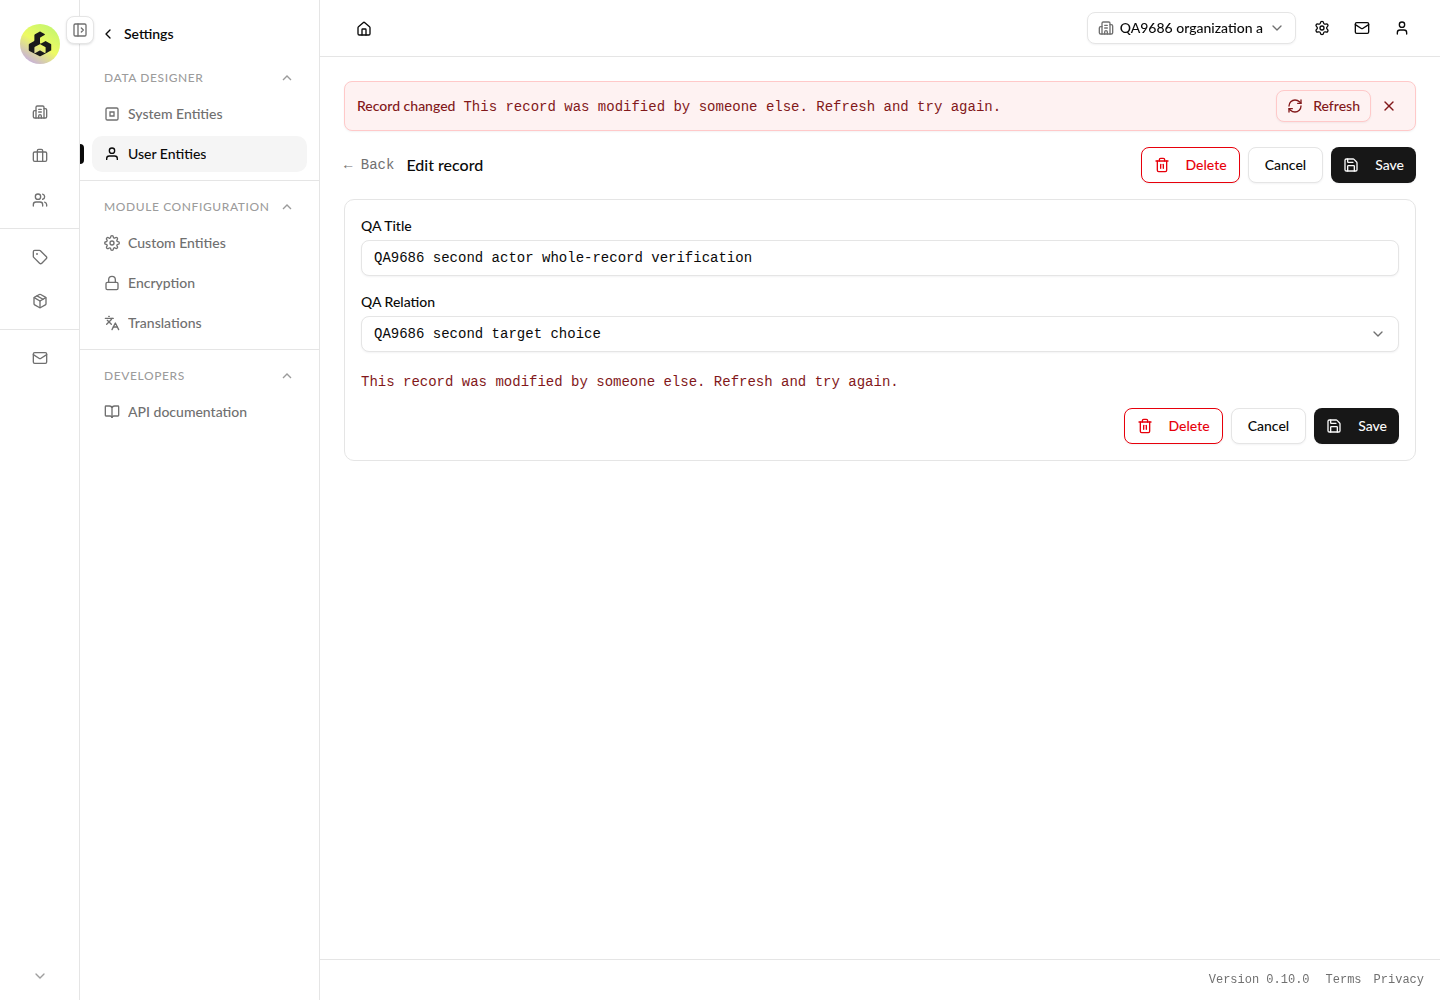 Settings
DATA DESIGNER
System Entities
User Entities
MODULE CONFIGURATION
Custom Entities
Encryption
Translations
DEVELOPERS
API documentation
QA9686 organization a
Record changed This record was modified by someone else. Refresh and try again.
Refresh
← Back Edit record
Delete Cancel Save
QA Title
QA9686 second actor whole-record verification
QA Relation
QA9686 second target choice
This record was modified by someone else. Refresh and try again.
Delete Cancel Save
Version 0.10.0 Terms Privacy